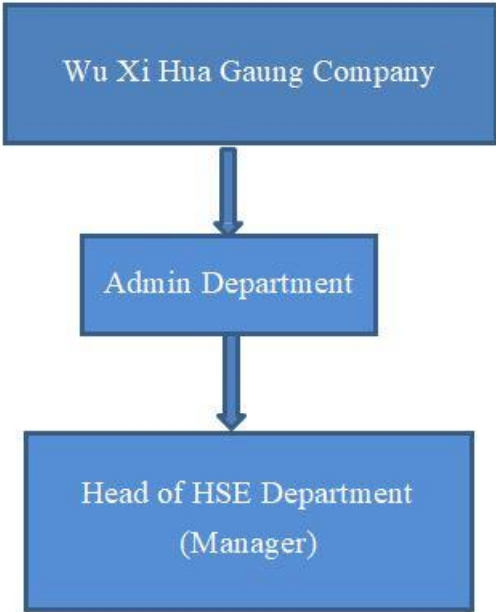 Wu Xi Hua Gaung Company
Admin Department
Head of HSE Department
(Manager)